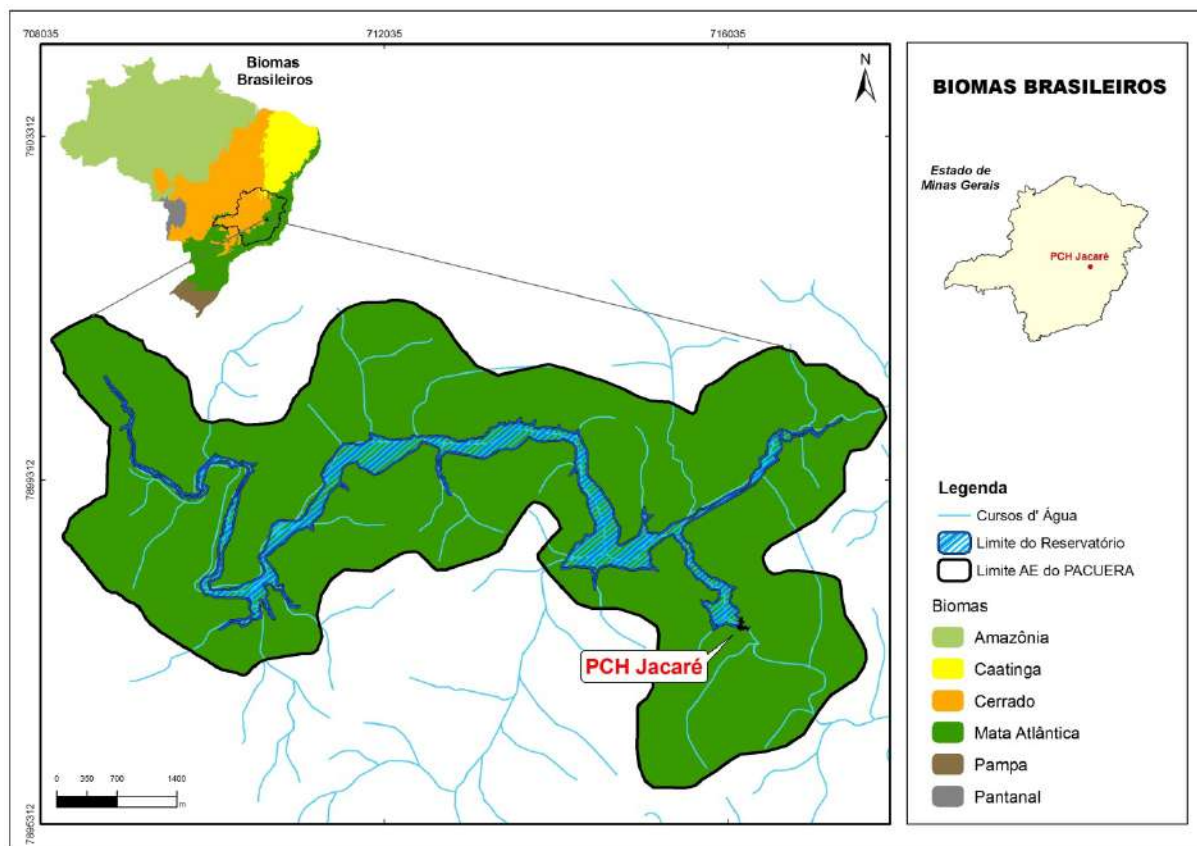 708035
712035
716035
7903312
7899312
7895312
Biomas
Brasileiros
N
PCH Jacaré
0
350
700
1400
m
BIOMAS BRASILEIROS
Estado de
Minas Gerais
PCH Jacaré
Legenda
Cursos d' Água
Limite do Reservatório
Limite AE do PACUERA
Biomas
Amazônia
Caatinga
Cerrado
Mata Atlântica
Pampa
Pantanal